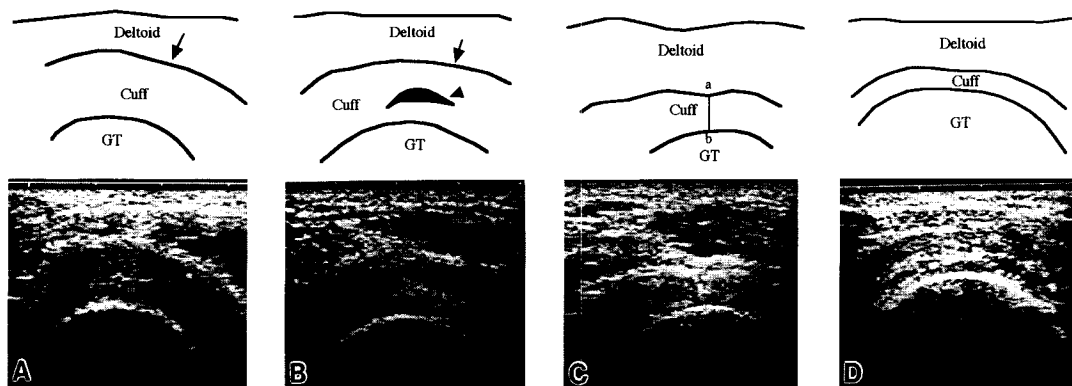 Deltoid
Cuff
GT
A
Deltoid
Cuff
GT
B
Deltoid
a
Cuff
b
GT
C
Deltoid
Cuff
GT
D